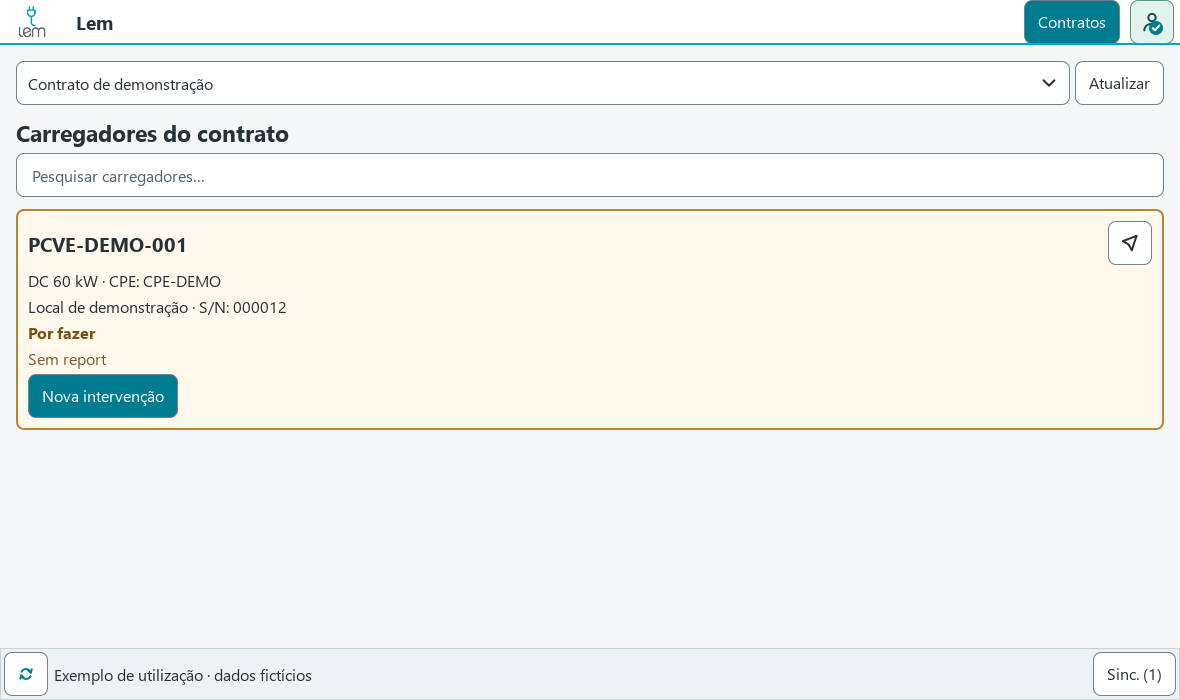 lem
Lem
Contratos
Contrato de demonstração
Atualizar
Carregadores do contrato
Pesquisar carregadores...
PCVE-DEMO-001
DC 60 kW · CPE: CPE-DEMO
Local de demonstração · S/N: 000012
Por fazer
Sem report
Nova intervenção
Exemplo de utilização · dados fictícios
Sinc. (1)